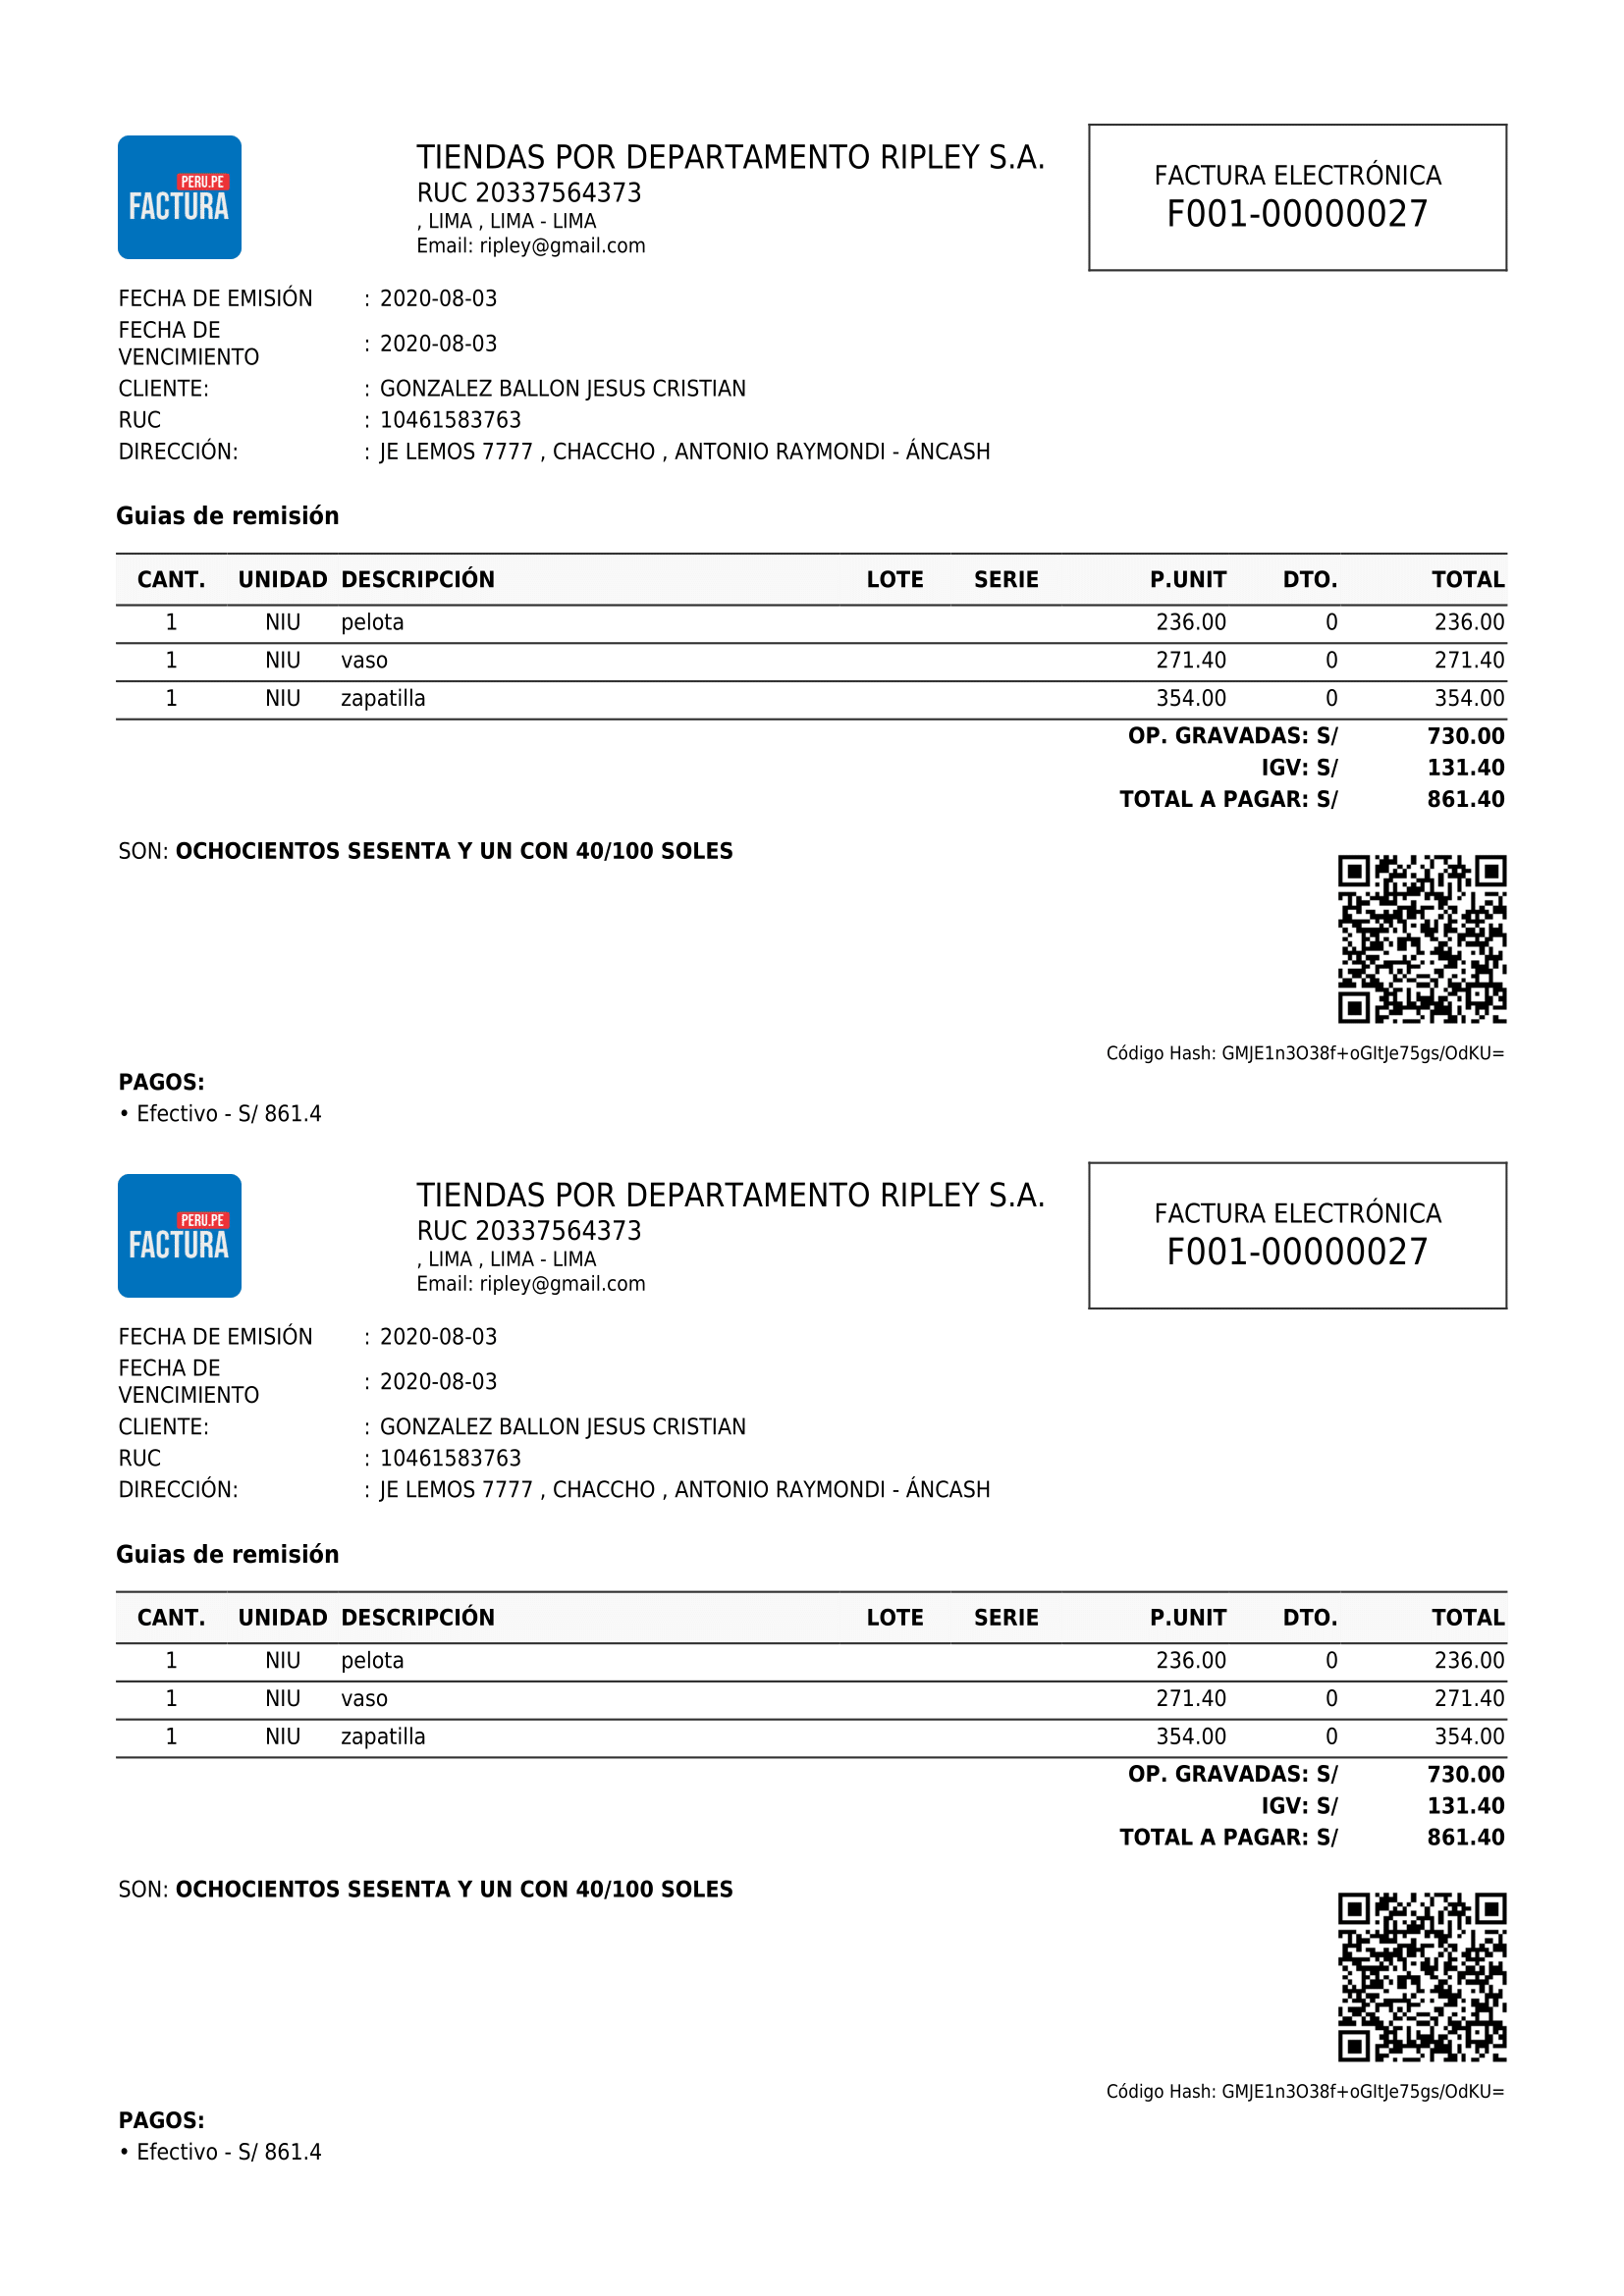 PERU.PE
FACTURA
TIENDAS POR DEPARTAMENTO RIPLEY S.A.
RUC 20337564373
, LIMA , LIMA - LIMA
Email: ripley@gmail.com
FACTURA ELECTRÓNICA
F001-00000027
FECHA DE EMISIÓN : 2020-08-03
FECHA DE
VENCIMIENTO : 2020-08-03
CLIENTE: : GONZALEZ BALLON JESUS CRISTIAN
RUC : 10461583763
DIRECCIÓN: : JE LEMOS 7777 , CHACCHO , ANTONIO RAYMONDI - ÁNCASH
Guias de remisión
CANT. UNIDAD DESCRIPCIÓN LOTE SERIE P.UNIT DTO. TOTAL
1 NIU pelota 236.00 0 236.00
1 NIU vaso 271.40 0 271.40
1 NIU zapatilla 354.00 0 354.00
OP. GRAVADAS: S/ 730.00
IGV: S/ 131.40
TOTAL A PAGAR: S/ 861.40
SON: OCHOCIENTOS SESENTA Y UN CON 40/100 SOLES
Código Hash: GMJE1n3O38f+oGItJe75gs/OdKU=
PAGOS:
• Efectivo - S/ 861.4
PERU.PE
FACTURA
TIENDAS POR DEPARTAMENTO RIPLEY S.A.
RUC 20337564373
, LIMA , LIMA - LIMA
Email: ripley@gmail.com
FACTURA ELECTRÓNICA
F001-00000027
FECHA DE EMISIÓN : 2020-08-03
FECHA DE
VENCIMIENTO : 2020-08-03
CLIENTE: : GONZALEZ BALLON JESUS CRISTIAN
RUC : 10461583763
DIRECCIÓN: : JE LEMOS 7777 , CHACCHO , ANTONIO RAYMONDI - ÁNCASH
Guias de remisión
CANT. UNIDAD DESCRIPCIÓN LOTE SERIE P.UNIT DTO. TOTAL
1 NIU pelota 236.00 0 236.00
1 NIU vaso 271.40 0 271.40
1 NIU zapatilla 354.00 0 354.00
OP. GRAVADAS: S/ 730.00
IGV: S/ 131.40
TOTAL A PAGAR: S/ 861.40
SON: OCHOCIENTOS SESENTA Y UN CON 40/100 SOLES
Código Hash: GMJE1n3O38f+oGItJe75gs/OdKU=
PAGOS:
• Efectivo - S/ 861.4